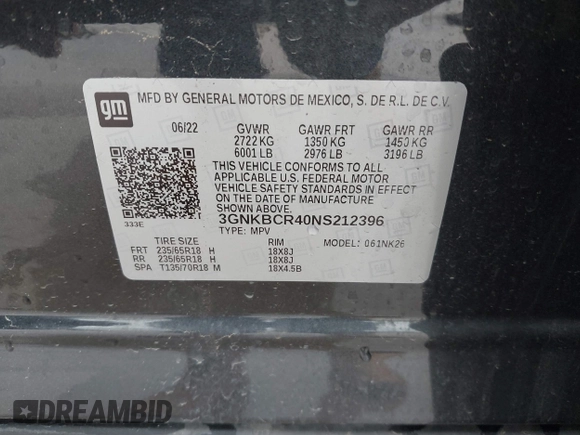 gm MFD BY GENERAL MOTORS DE MEXICO, S. DE R.L. DE C.V.
06/22 GVWR GAWR FRT GAWR RR
2722 KG 1350 KG 1450 KG
6001 LB 2976 LB 3196 LB
THIS VEHICLE CONFORMS TO ALL
APPLICABLE U.S. FEDERAL MOTOR
VEHICLE SAFETY STANDARDS IN EFFECT
ON THE DATE OF MANUFACTURE
SHOWN ABOVE.
333E 3GNKBCR40NS212396
TYPE: MPV
TIRE SIZE RIM MODEL: 061NK26
FRT 235/65R18 H 18X8J
RR 235/65R18 H 18X8J
SPA T135/70R18 M 18X4.5B
DREAMBID